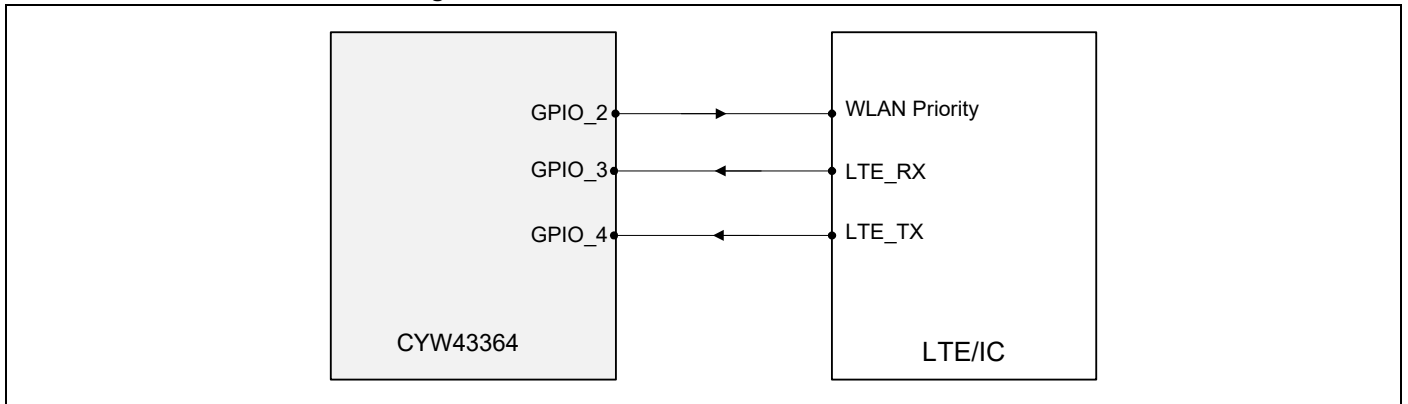 GPIO_2 WLAN Priority
GPIO_3 LTE_RX
GPIO_4 LTE_TX
CYW43364 LTE/IC